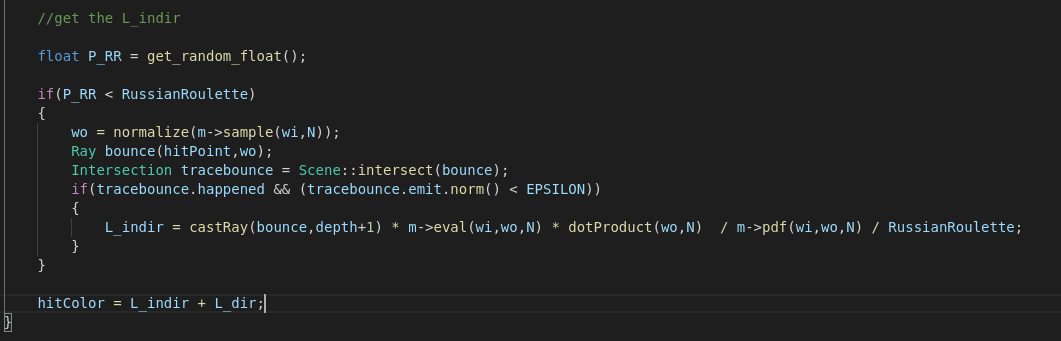 //get the L_indir
float P_RR = get_random_float();
if(P_RR < RussianRoulette)
{
wo = normalize(m->sample(wi,N));
Ray bounce(hitPoint,wo);
Intersection tracebounce = Scene::intersect(bounce);
if(tracebounce.happened && (tracebounce.emit.norm() < EPSILON))
{
L_indir = castRay(bounce,depth+1) * m->eval(wi,wo,N) * dotProduct(wo,N)  / m->pdf(wi,wo,N) / RussianRoulette;
}
}
hitColor = L_indir + L_dir;
}